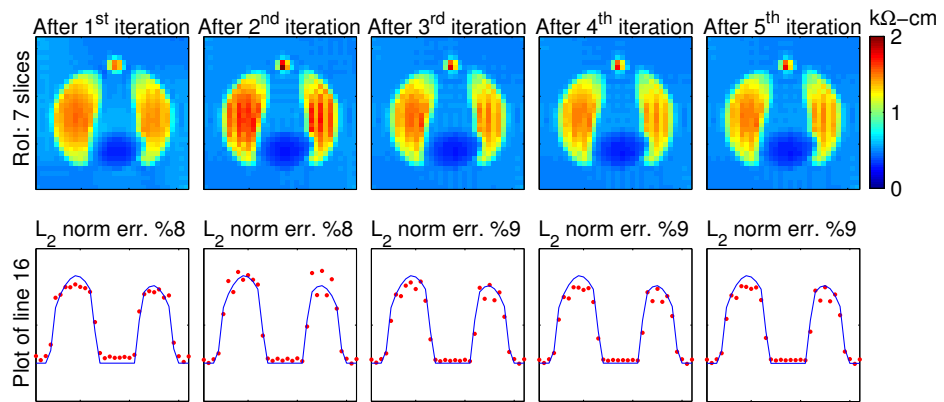 After 1st iteration After 2nd iteration After 3rd iteration After 4th iteration After 5th iteration kΩ−cm
RoI: 7 slices
2
1
0
L2 norm err. %8 L2 norm err. %8 L2 norm err. %9 L2 norm err. %9 L2 norm err. %9
Plot of line 16